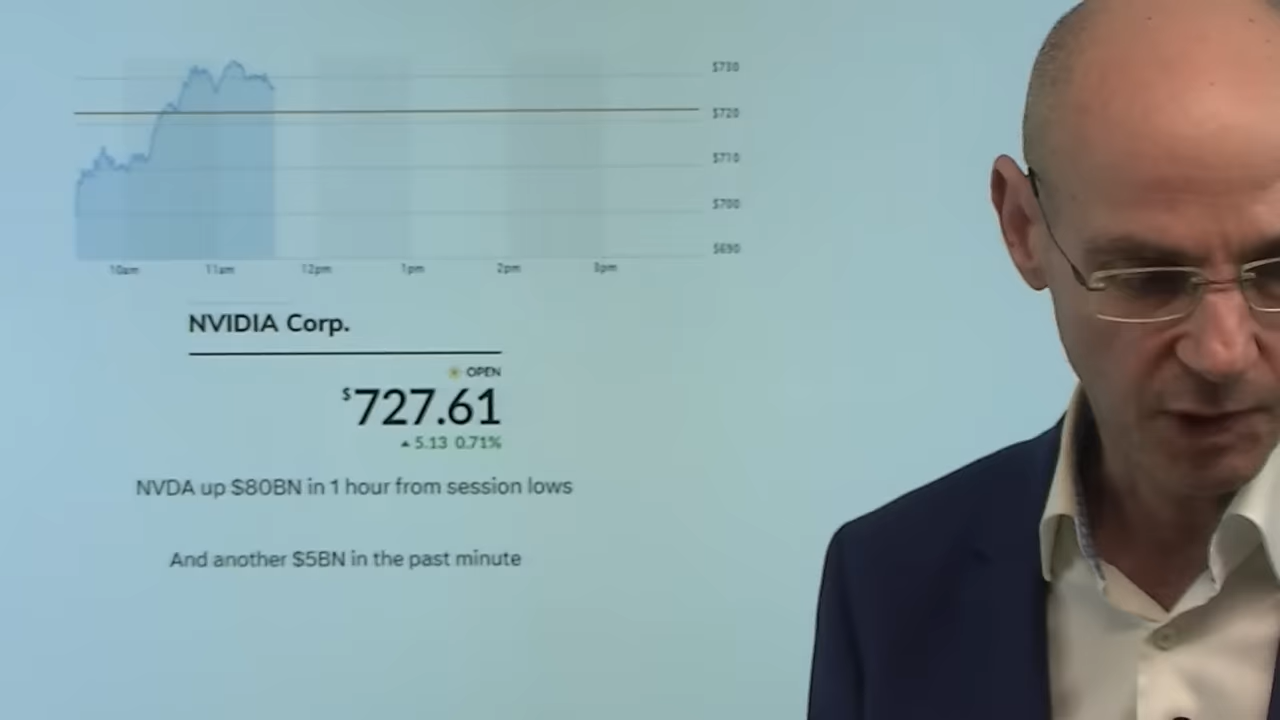 $730
$720
$710
$700
$690
10am 11am 12pm 1pm 2pm 3pm
NVIDIA Corp.
OPEN
$727.61
▲ 5.13 0.71%
NVDA up $80BN in 1 hour from session lows
And another $5BN in the past minute